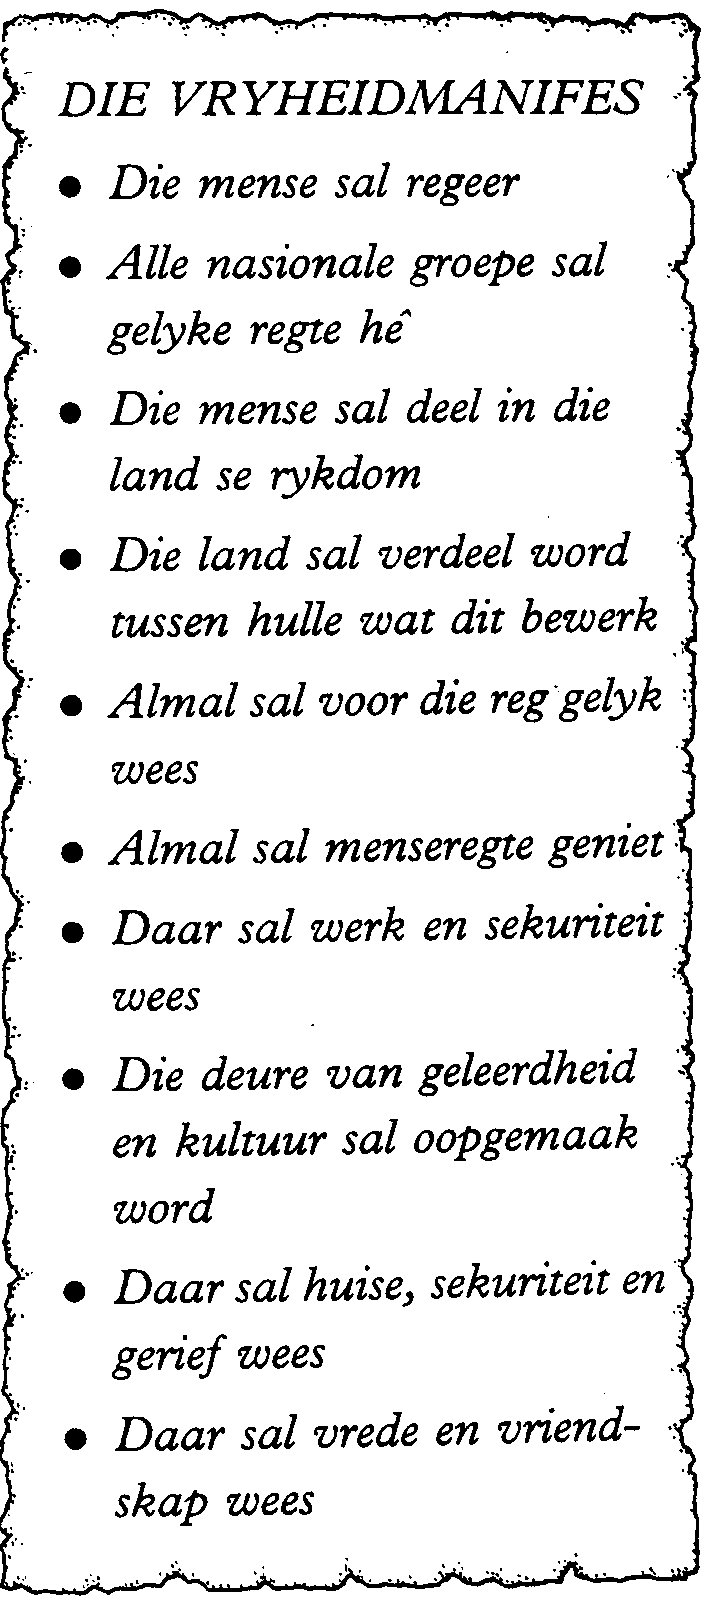 DIE VRYHEIDMANIFES
● Die mense sal regeer
● Alle nasionale groepe sal
gelyke regte hê
● Die mense sal deel in die
land se rykdom
● Die land sal verdeel word
tussen hulle wat dit bewerk
● Almal sal voor die reg gelyk
wees
● Almal sal menseregte geniet
● Daar sal werk en sekuriteit
wees
● Die deure van geleerdheid
en kultuur sal oopgemaak
word
● Daar sal huise, sekuriteit en
gerief wees
● Daar sal vrede en vriend-
skap wees